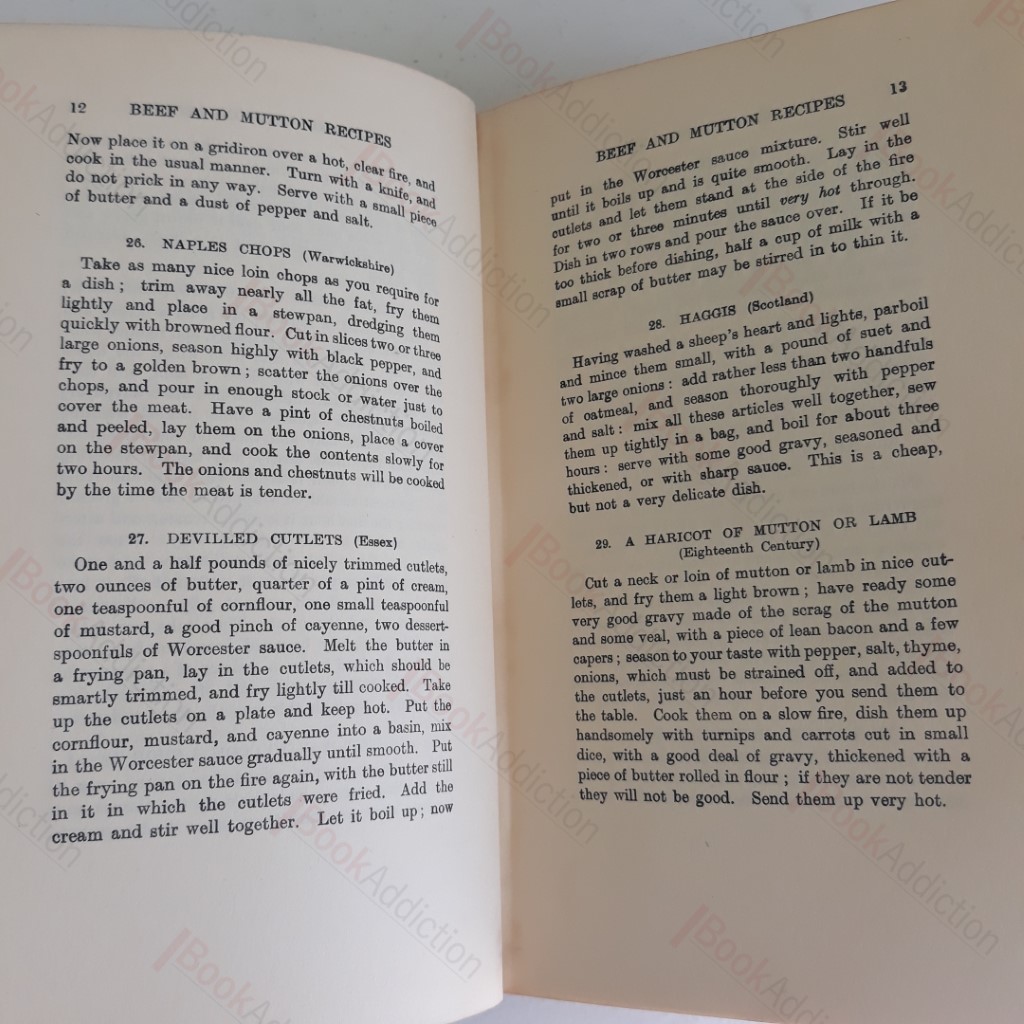 12 BEEF AND MUTTON RECIPES
Now place it on a gridiron over a hot, clear fire, and
cook in the usual manner. Turn with a knife, and
do not prick in any way. Serve with a small piece
of butter and a dust of pepper and salt.
26. NAPLES CHOPS (Warwickshire)
Take as many nice loin chops as you require for
a dish; trim away nearly all the fat, fry them
lightly and place in a stewpan, dredging them
quickly with browned flour. Cut in slices two or three
large onions, season highly with black pepper, and
fry to a golden brown; scatter the onions over the
chops, and pour in enough stock or water just to
cover the meat. Have a pint of chestnuts boiled
and peeled, lay them on the onions, place a cover
on the stewpan, and cook the contents slowly for
two hours. The onions and chestnuts will be cooked
by the time the meat is tender.
27. DEVILLED CUTLETS (Essex)
One and a half pounds of nicely trimmed cutlets,
two ounces of butter, quarter of a pint of cream,
one teaspoonful of cornflour, one small teaspoonful
of mustard, a good pinch of cayenne, two dessert-
spoonfuls of Worcester sauce. Melt the butter in
a frying pan, lay in the cutlets, which should be
smartly trimmed, and fry lightly till cooked. Take
up the cutlets on a plate and keep hot. Put the
cornflour, mustard, and cayenne into a basin, mix
in the Worcester sauce gradually until smooth. Put
the frying pan on the fire again, with the butter still
in it in which the cutlets were fried. Add the
cream and stir well together. Let it boil up; now
BEEF AND MUTTON RECIPES 13
put in the Worcester sauce mixture. Stir well
until it boils up and is quite smooth. Lay in the
cutlets and let them stand at the side of the fire
for two or three minutes until very hot through.
Dish in two rows and pour the sauce over. If it be
too thick before dishing, half a cup of milk with a
small scrap of butter may be stirred in to thin it.
28. HAGGIS (Scotland)
Having washed a sheep's heart and lights, parboil
and mince them small, with a pound of suet and
two large onions: add rather less than two handfuls
of oatmeal, and season thoroughly with pepper
and salt: mix all these articles well together, sew
them up tightly in a bag, and boil for about three
hours: serve with some good gravy, seasoned and
thickened, or with sharp sauce. This is a cheap,
but not a very delicate dish.
29. A HARICOT OF MUTTON OR LAMB
(Eighteenth Century)
Cut a neck or loin of mutton or lamb in nice cut-
lets, and fry them a light brown; have ready some
very good gravy made of the scrag of the mutton
and some veal, with a piece of lean bacon and a few
capers; season to your taste with pepper, salt, thyme,
onions, which must be strained off, and added to
the cutlets, just an hour before you send them to
the table. Cook them on a slow fire, dish them up
handsomely with turnips and carrots cut in small
dice, with a good deal of gravy, thickened with a
piece of butter rolled in flour; if they are not tender
they will not be good. Send them up very hot.
BookAddiction